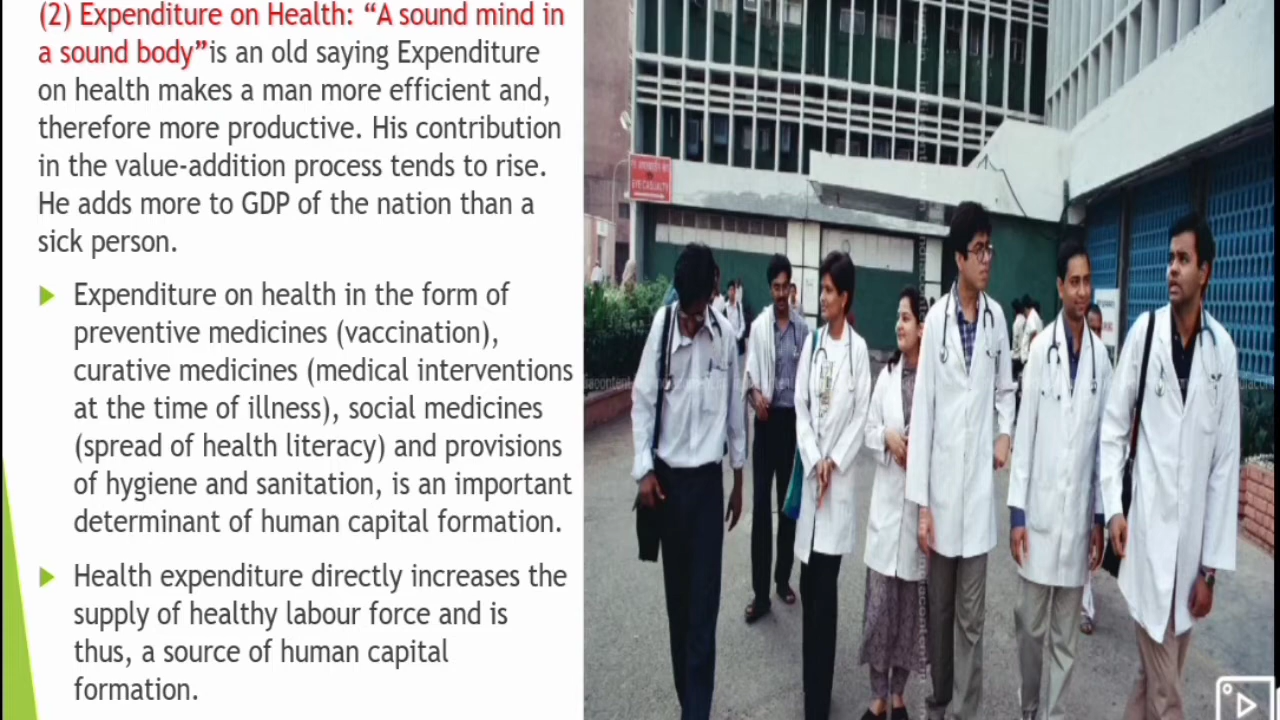 (2) Expenditure on Health: “A sound mind in
a sound body”is an old saying Expenditure
on health makes a man more efficient and,
therefore more productive. His contribution
in the value-addition process tends to rise.
He adds more to GDP of the nation than a
sick person.
Expenditure on health in the form of
preventive medicines (vaccination),
curative medicines (medical interventions
at the time of illness), social medicines
(spread of health literacy) and provisions
of hygiene and sanitation, is an important
determinant of human capital formation.
Health expenditure directly increases the
supply of healthy labour force and is
thus, a source of human capital
formation.
EYE CASUALTY